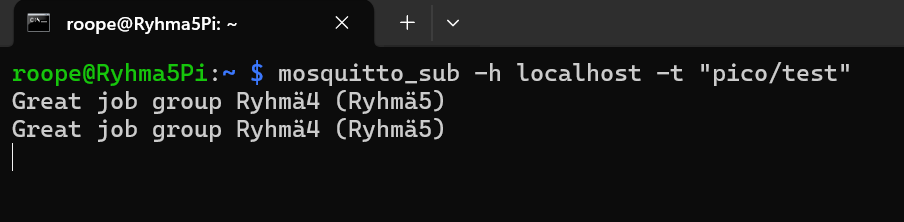 roope@Ryhma5Pi: ~
roope@Ryhma5Pi:~ $ mosquitto_sub -h localhost -t "pico/test"
Great job group Ryhmä4 (Ryhmä5)
Great job group Ryhmä4 (Ryhmä5)